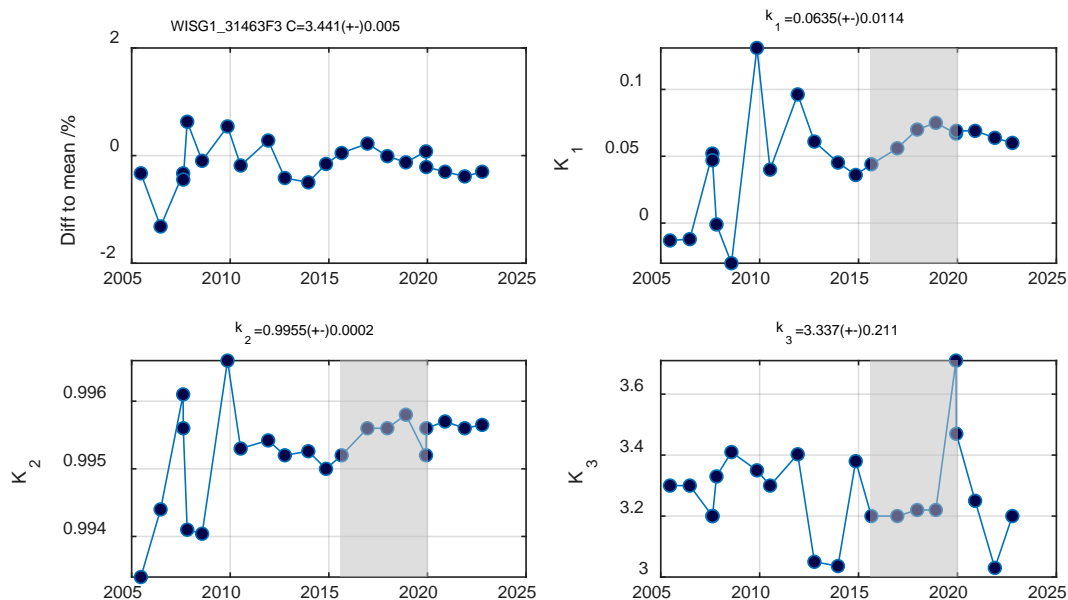 WISG1_31463F3 C=3.441(+-)0.005
2
0
-2
Diff to mean /%
2005 2010 2015 2020 2025
k1=0.0635(+-)0.0114
0.1
0.05
0
K1
2005 2010 2015 2020 2025
k2=0.9955(+-)0.0002
0.996
0.995
0.994
K2
2005 2010 2015 2020 2025
k3=3.337(+-)0.211
3.6
3.4
3.2
3
K3
2005 2010 2015 2020 2025